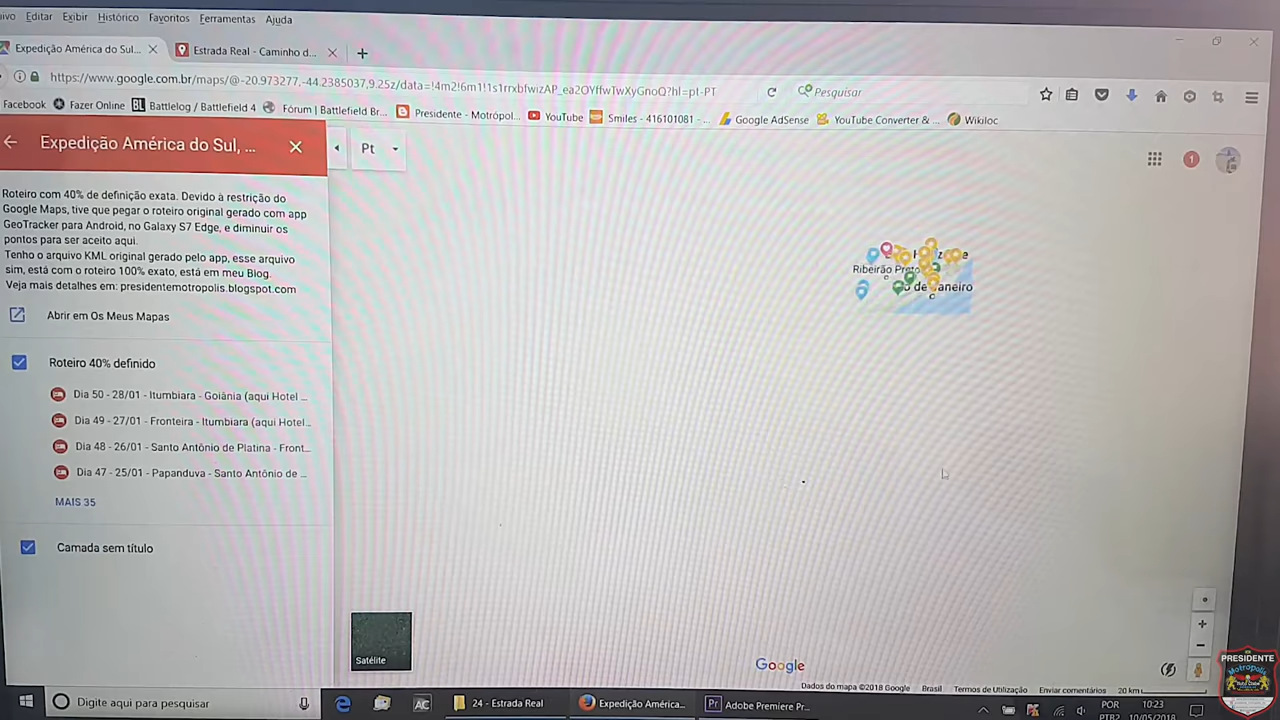 Editar Exibir Histórico Favoritos Ferramentas Ajuda
Expedição América do Sul...
Estrada Real - Caminho d...
https://www.google.com.br/maps/@-20.973277,-44.2385037,9.25z/data=!4m2!6m1!1s1rrxbfwizAP_ea2OYffwTwXyGnoQ?hl=pt-PT
Pesquisar
Facebook Fazer Online BL Battlelog / Battlefield 4 Fórum | Battlefield Br... Presidente - Motrópol... YouTube Smiles - 416101081 - ... Google AdSense YouTube Converter & ... Wikiloc
Expedição América do Sul, ...
Pt
1
Roteiro com 40% de definição exata. Devido à restrição do
Google Maps, tive que pegar o roteiro original gerado com app
GeoTracker para Android, no Galaxy S7 Edge, e diminuir os
pontos para ser aceito aqui.
Tenho o arquivo KML original gerado pelo app, esse arquivo
sim, está com o roteiro 100% exato, está em meu Blog.
Veja mais detalhes em: presidentemotropolis.blogspot.com
Abrir em Os Meus Mapas
Roteiro 40% definido
Dia 50 - 28/01 - Itumbiara - Goiânia (aqui Hotel ...
Dia 49 - 27/01 - Fronteira - Itumbiara (aqui Hotel...
Dia 48 - 26/01 - Santo Antônio de Platina - Front...
Dia 47 - 25/01 - Papanduva - Santo Antônio de ...
MAIS 35
Camada sem título
Ribeirão Preto
de Janeiro
Satélite
Google
Dados do mapa ©2018 Google Brasil Termos de Utilização Enviar comentários 20 km
PRESIDENTE
Motropolis
Digite aqui para pesquisar
24 - Estrada Real
Expedição América...
Adobe Premiere Pr...
POR
PTB2
10:23
10/05/2018